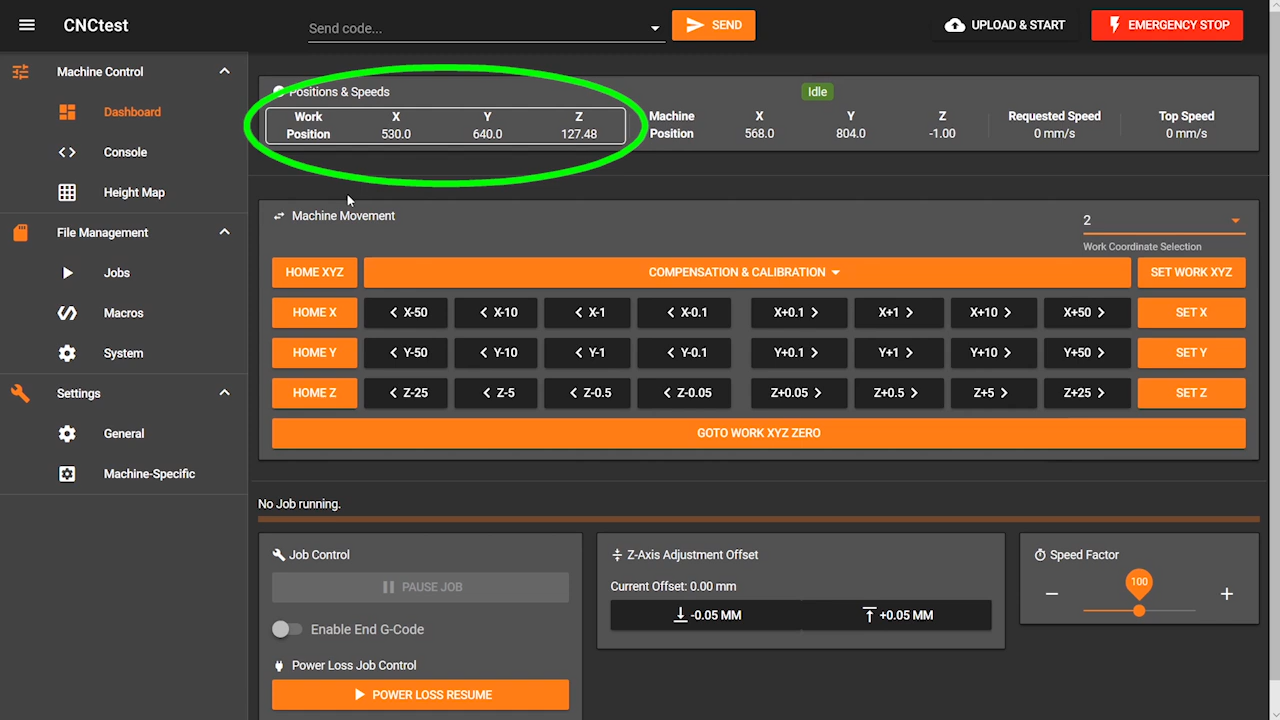 CNCtest
Send code...
SEND
UPLOAD & START
EMERGENCY STOP
Machine Control
Dashboard
Console
Height Map
File Management
Jobs
Macros
System
Settings
General
Machine-Specific
Positions & Speeds
Idle
Work Position X Y Z
530.0 640.0 127.48
Machine Position X Y Z
568.0 804.0 -1.00
Requested Speed
0 mm/s
Top Speed
0 mm/s
Machine Movement
2
Work Coordinate Selection
HOME XYZ COMPENSATION & CALIBRATION SET WORK XYZ
HOME X X-50 X-10 X-1 X-0.1 X+0.1 X+1 X+10 X+50 SET X
HOME Y Y-50 Y-10 Y-1 Y-0.1 Y+0.1 Y+1 Y+10 Y+50 SET Y
HOME Z Z-25 Z-5 Z-0.5 Z-0.05 Z+0.05 Z+0.5 Z+5 Z+25 SET Z
GOTO WORK XYZ ZERO
No Job running.
Job Control
PAUSE JOB
Enable End G-Code
Power Loss Job Control
POWER LOSS RESUME
Z-Axis Adjustment Offset
Current Offset: 0.00 mm
-0.05 MM +0.05 MM
Speed Factor
100